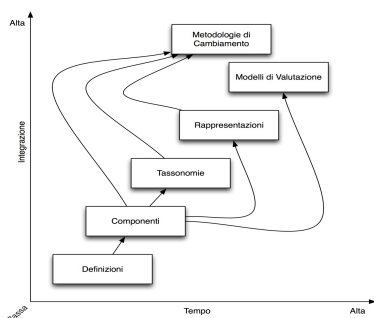 Alta
Metodologie di
Cambiamento
Modelli di Valutazione
Rappresentazioni
Integrazione
Tassonomie
Componenti
Definizioni
Bassa
Tempo
Alta